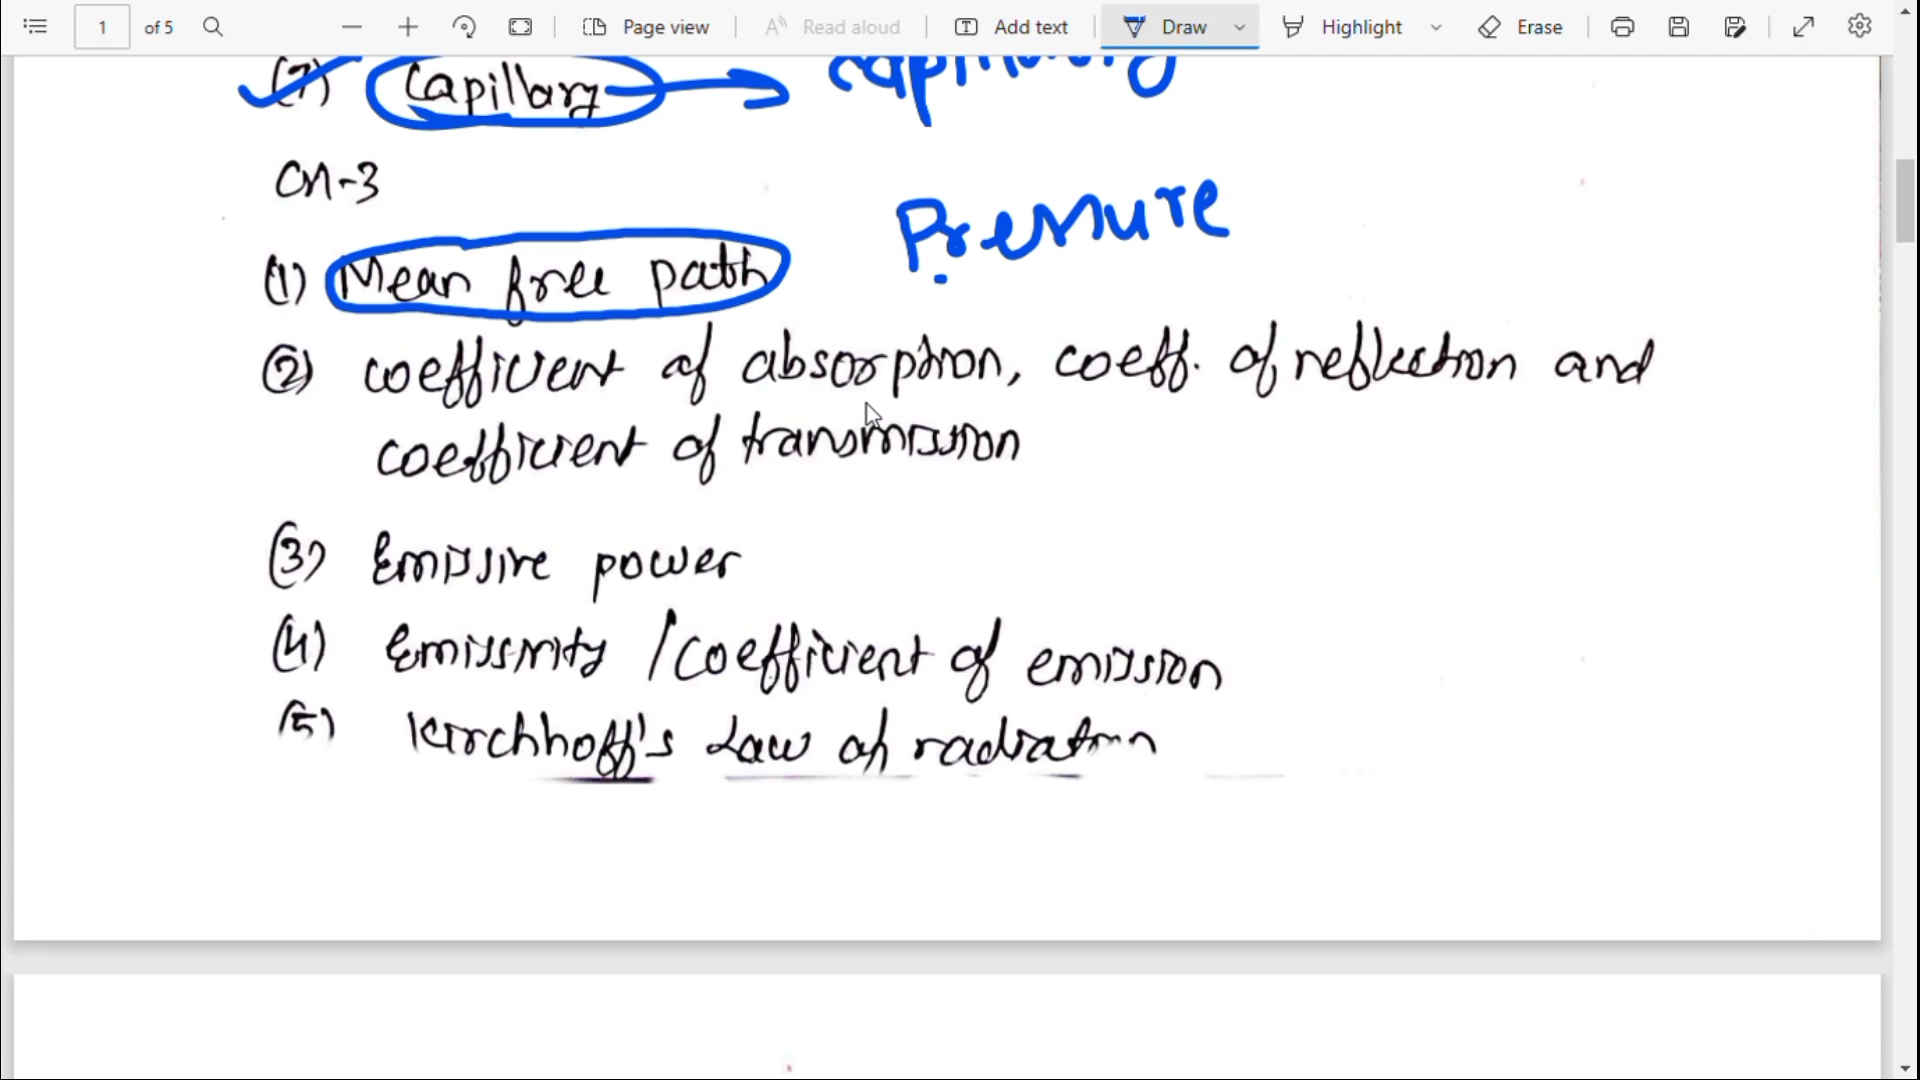 1 of 5 Page view Read aloud Add text Draw Highlight Erase
(7) Capillary → Capillary
CH-3
Pressure
(1) Mean free path
(2) coefficient of absorption, coeff. of reflection and
coefficient of transmission
(3) Emissive power
(4) Emissivity / coefficient of emission
(5) Kirchhoff's Law of radiation